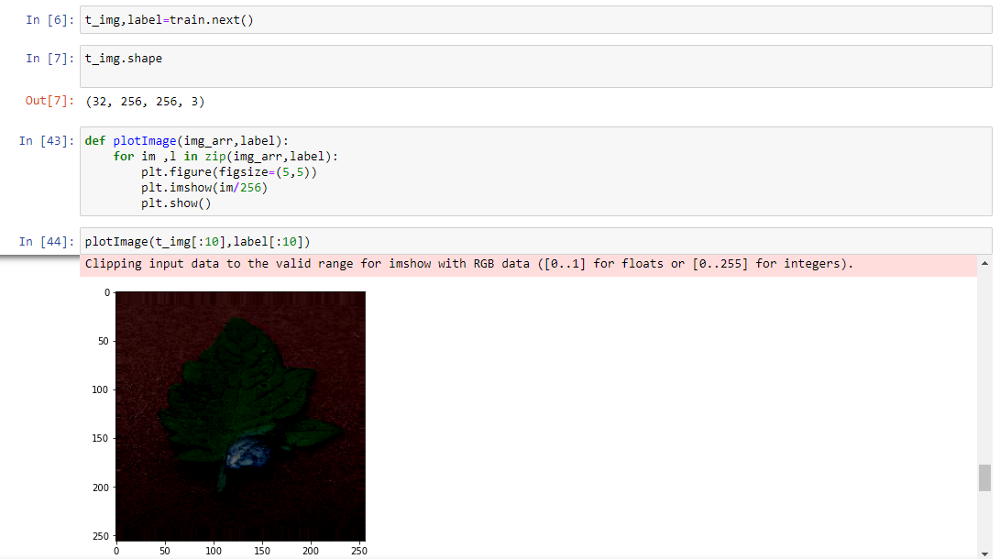 In [6]: t_img,label=train.next()
In [7]: t_img.shape
Out[7]: (32, 256, 256, 3)
In [43]: def plotImage(img_arr,label):
for im ,l in zip(img_arr,label):
plt.figure(figsize=(5,5))
plt.imshow(im/256)
plt.show()
In [44]: plotImage(t_img[:10],label[:10])
Clipping input data to the valid range for imshow with RGB data ([0..1] for floats or [0..255] for integers).
0
50
100
150
200
250
0 50 100 150 200 250